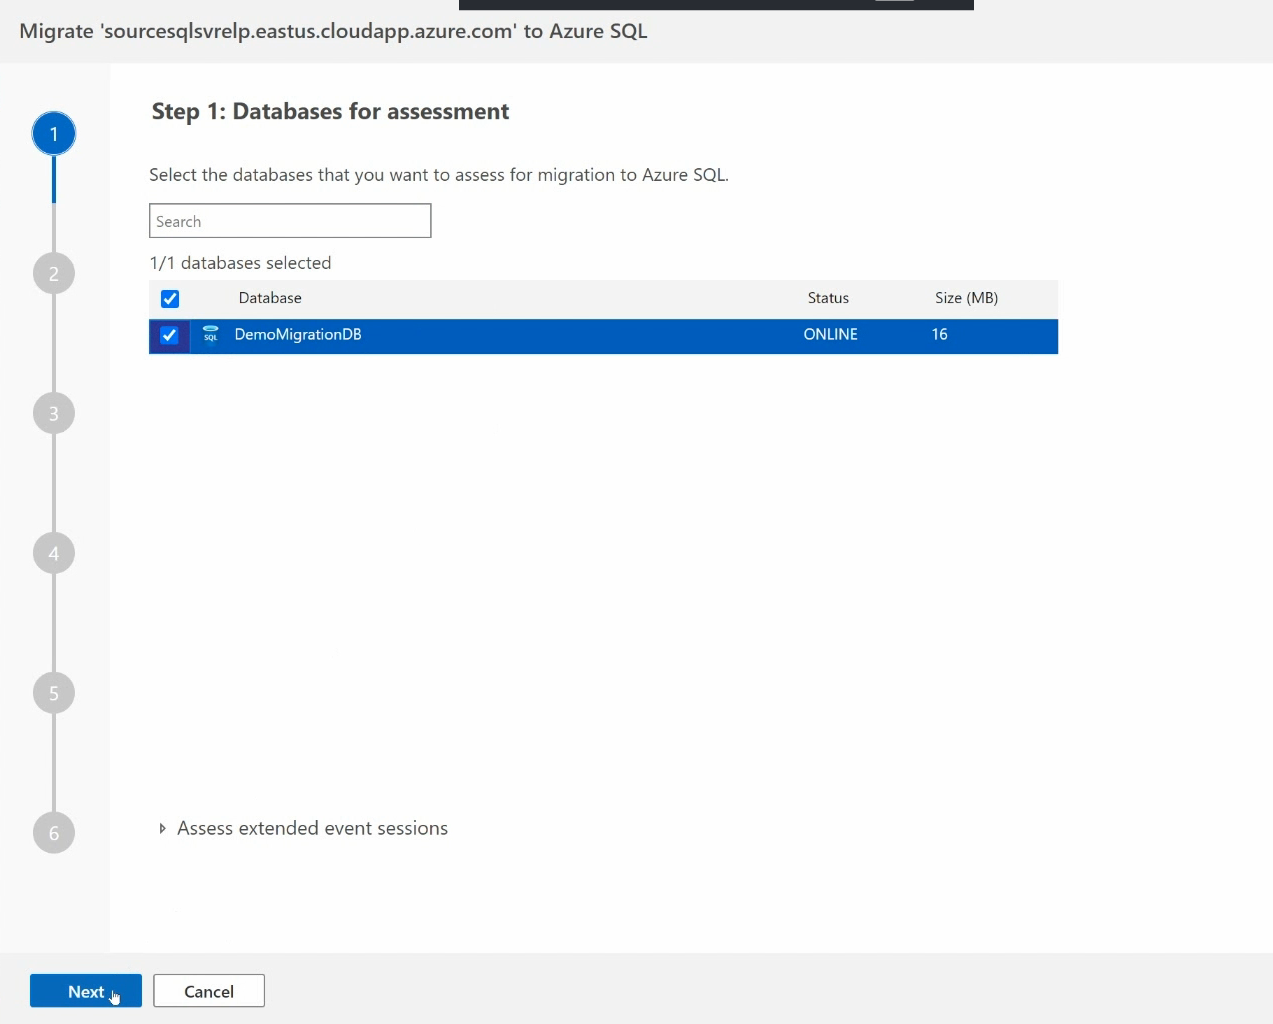 Migrate 'sourcesqlsvrelp.eastus.cloudapp.azure.com' to Azure SQL
1
2
3
4
5
6
Step 1: Databases for assessment
Select the databases that you want to assess for migration to Azure SQL.
Search
1/1 databases selected
Database Status Size (MB)
SQL DemoMigrationDB ONLINE 16
Assess extended event sessions
Next Cancel